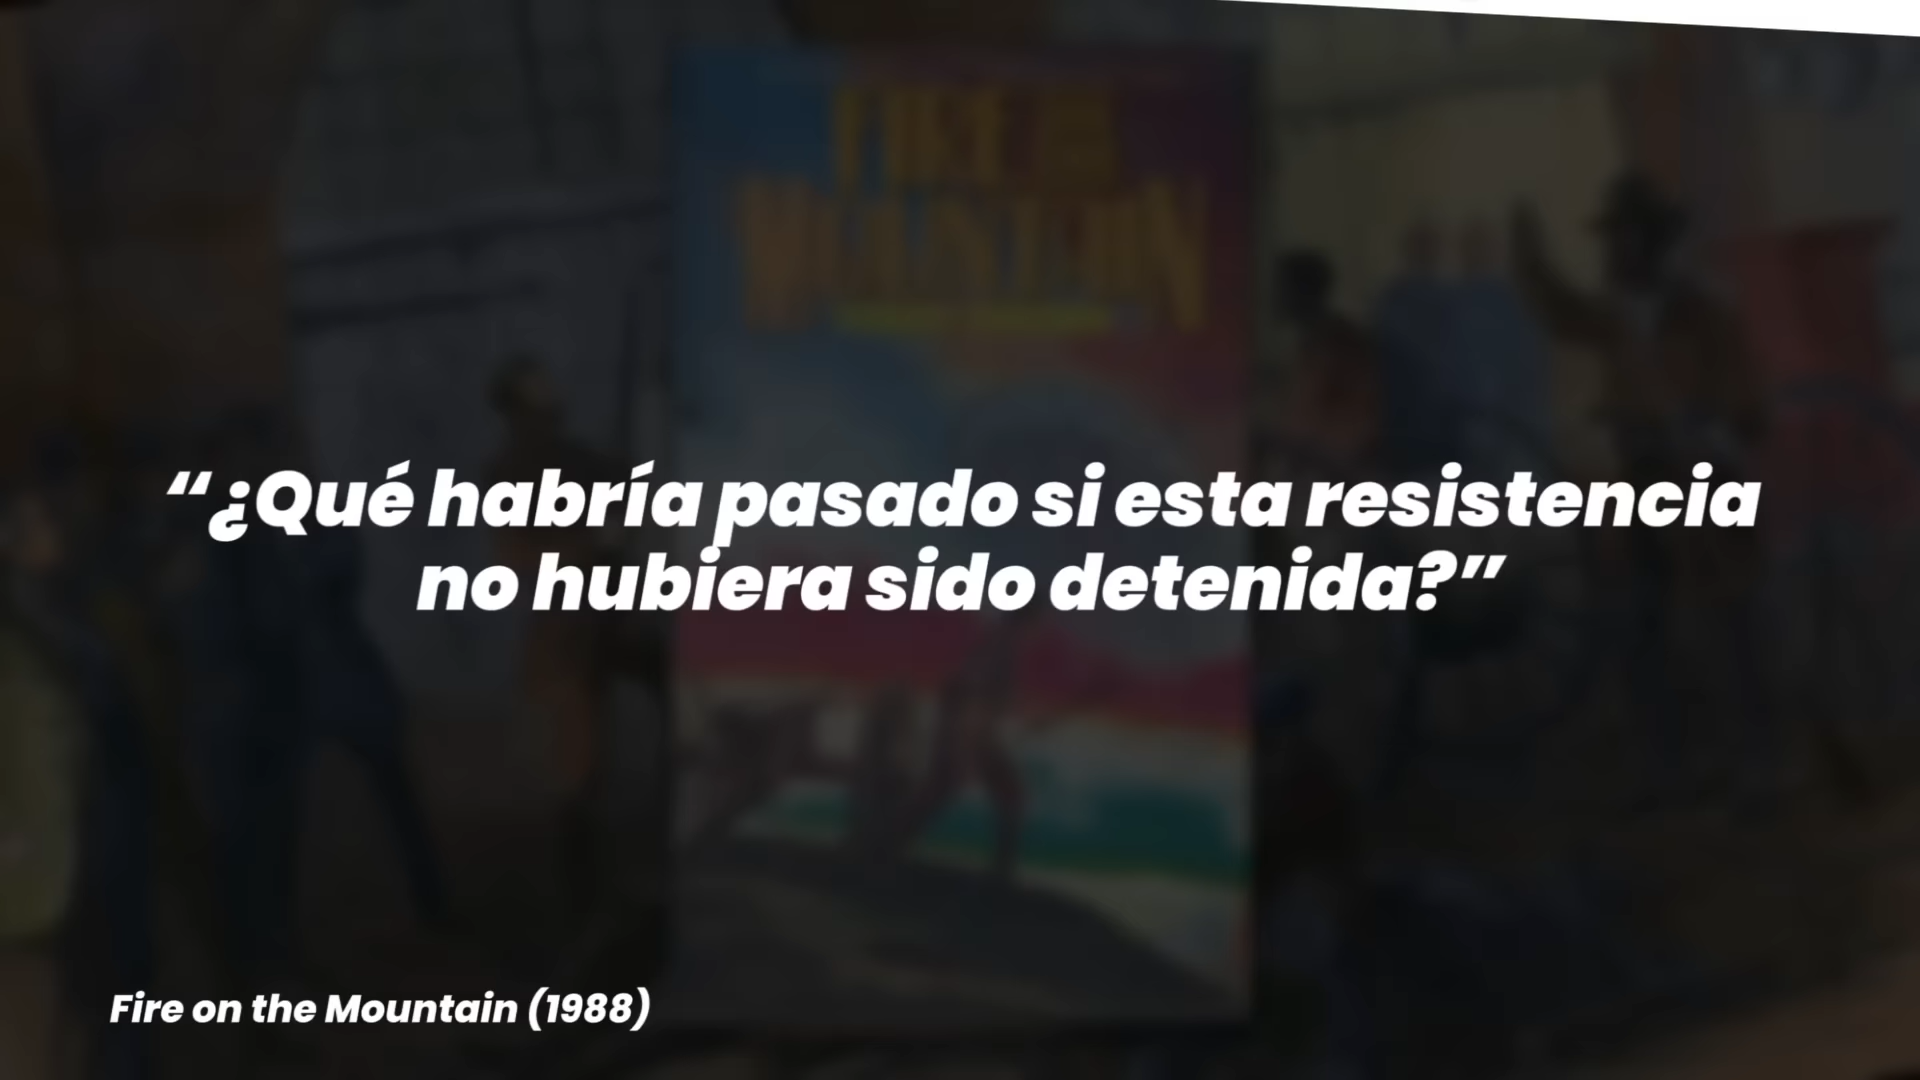 “¿Qué habría pasado si esta resistencia
no hubiera sido detenida?”
Fire on the Mountain (1988)